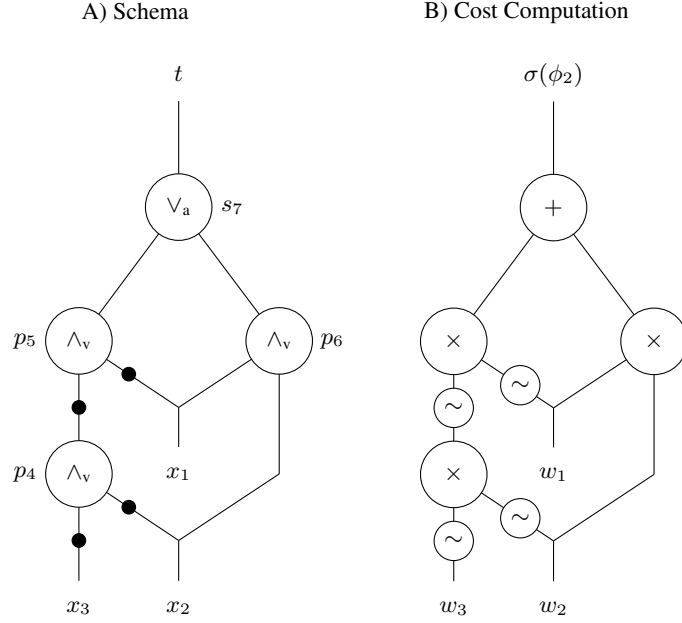 A) Schema
B) Cost Computation
t
σ(ϕ₂)
∨ₐ s₇
+
p₅ ∧ᵥ
∧ᵥ p₆
×
×
∼
∼
p₄ ∧ᵥ
x₁
×
w₁
∼
∼
x₃
x₂
w₃
w₂